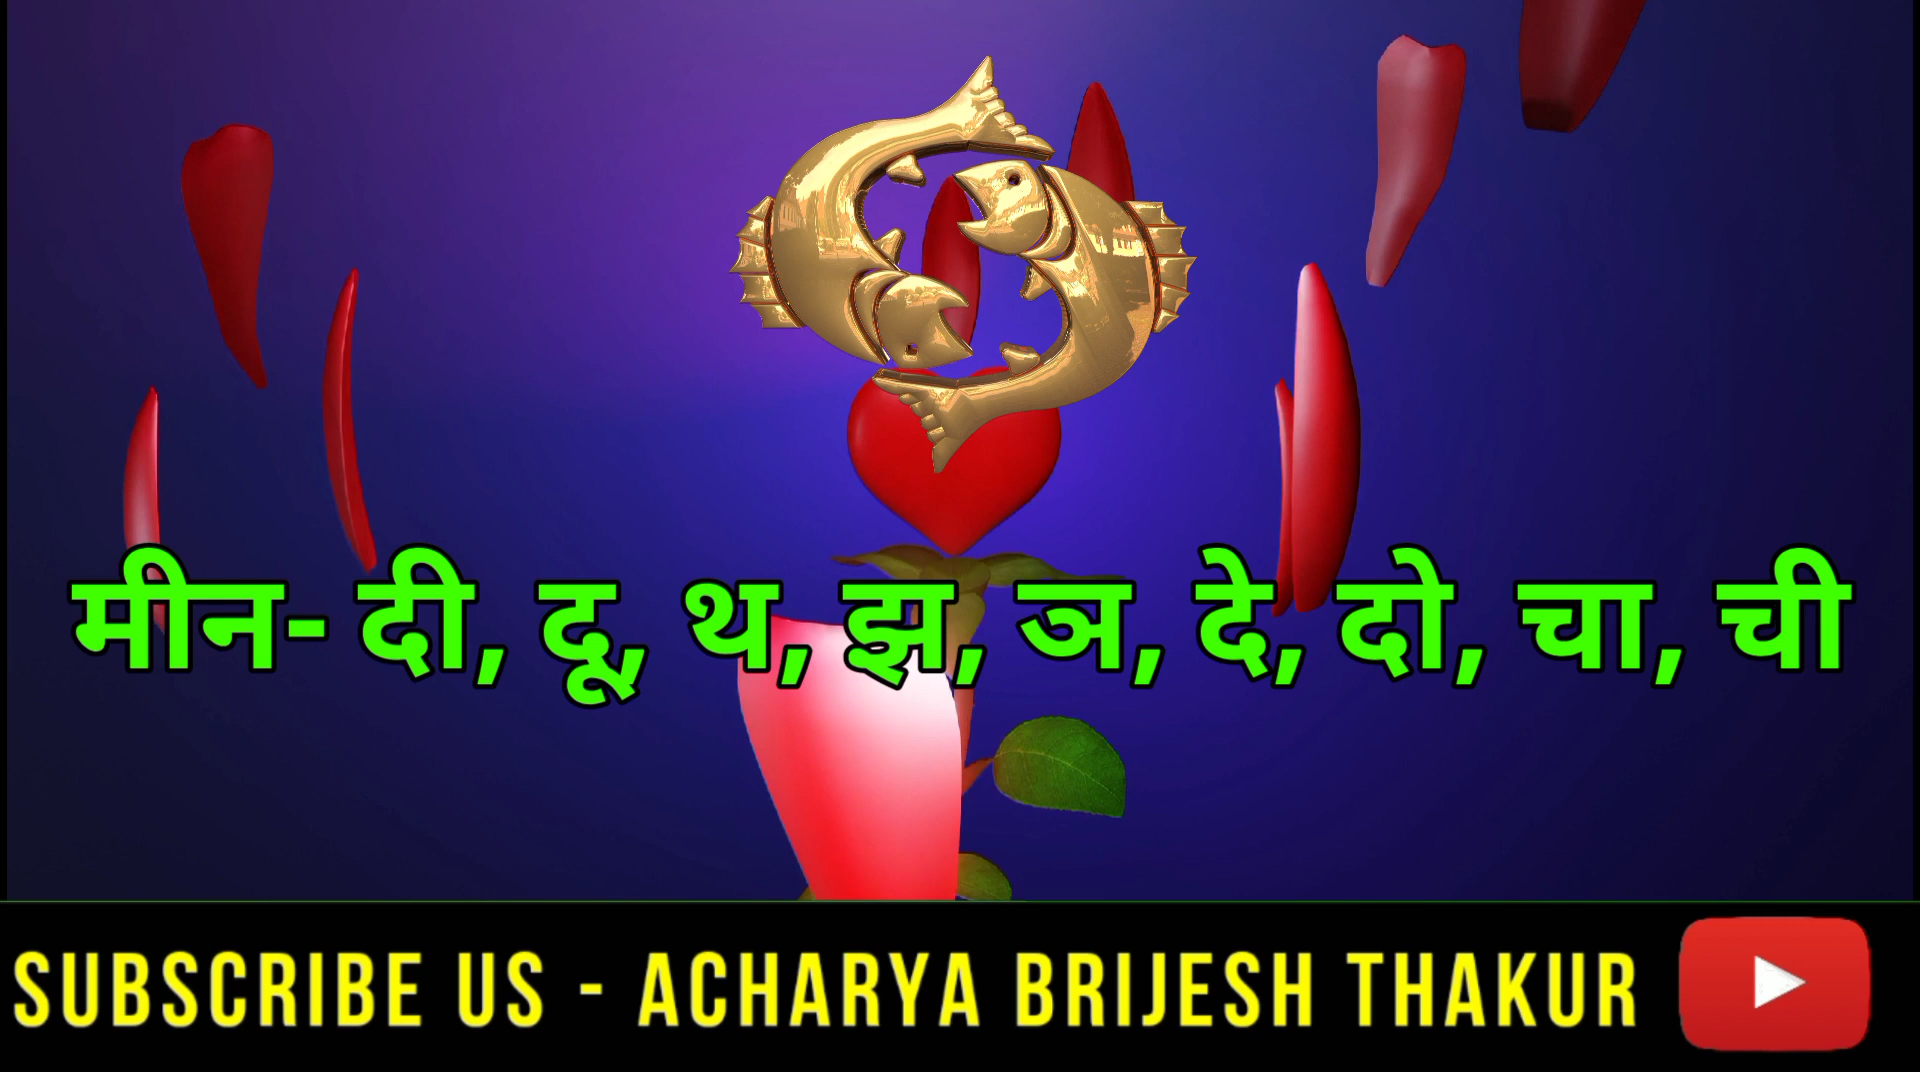 मीन- दी, दू, थ, झ, ञ, दे, दो, चा, ची
SUBSCRIBE US - ACHARYA BRIJESH THAKUR